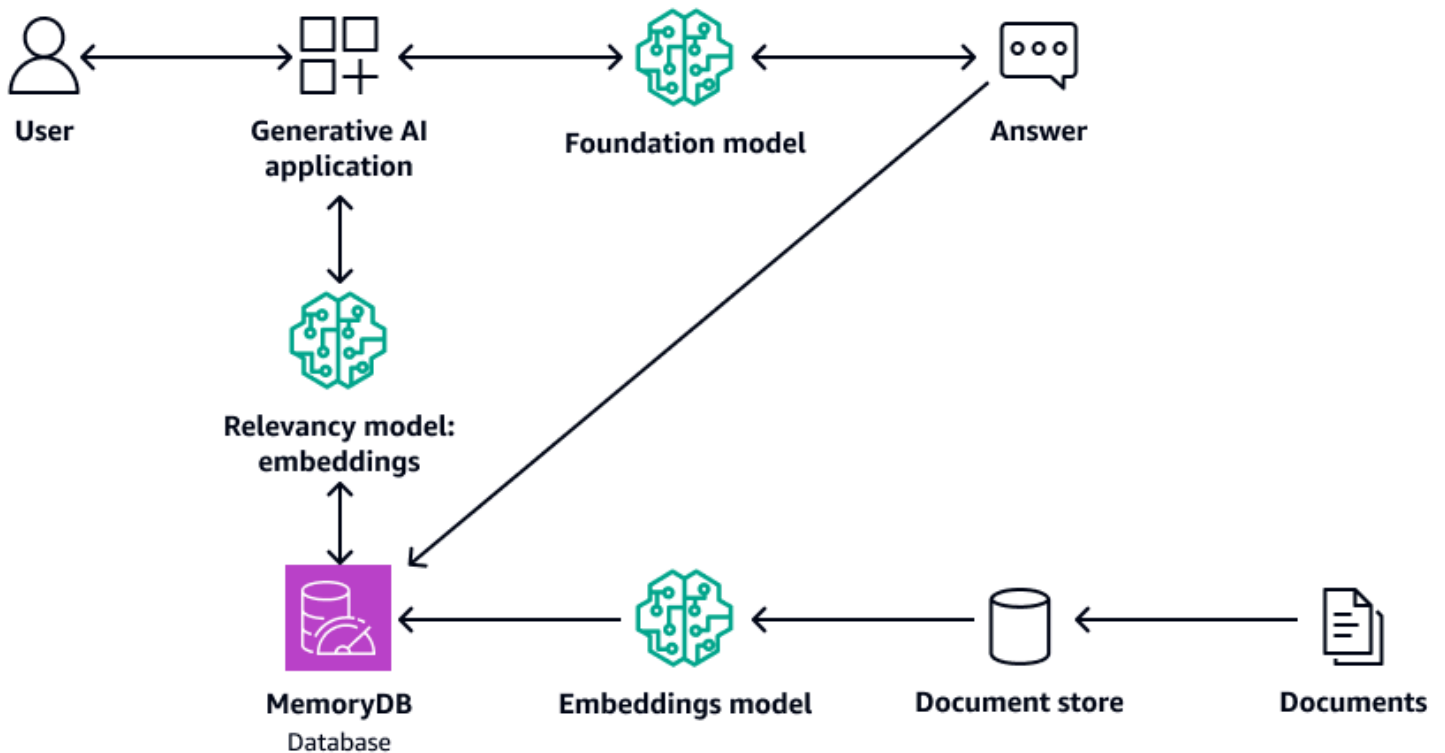 User
Generative AI
application
Foundation model
Answer
Relevancy model:
embeddings
MemoryDB
Database
Embeddings model
Document store
Documents